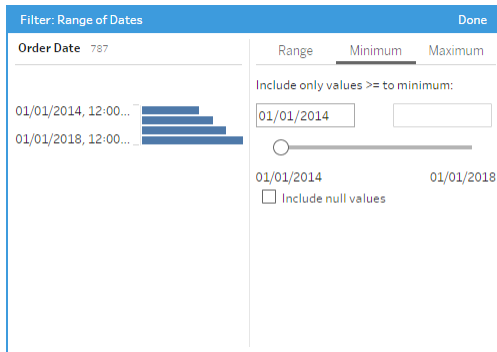 Filter: Range of Dates Done
Order Date 787
Range Minimum Maximum
Include only values >= to minimum:
01/01/2014, 12:00...
01/01/2014
01/01/2018, 12:00...
01/01/2014 01/01/2018
Include null values